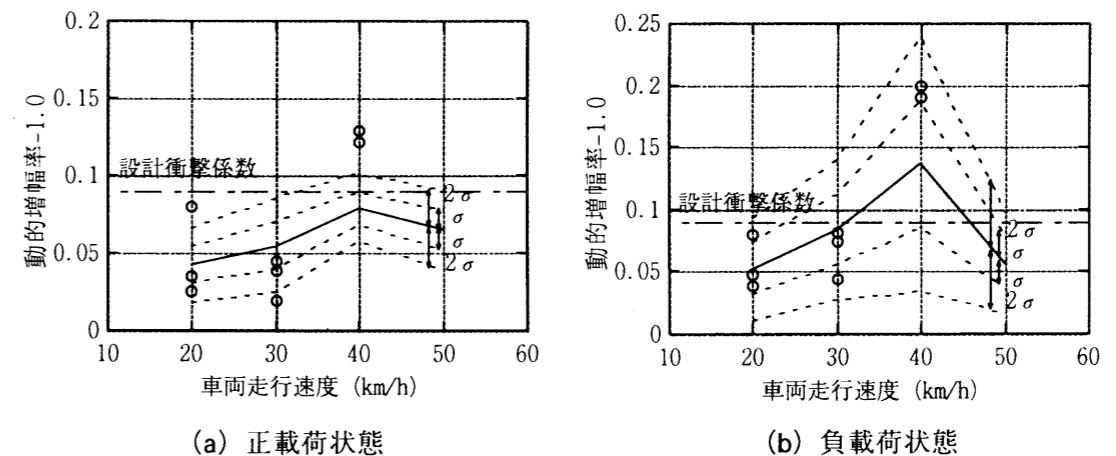 0.2
0.15
0.1
0.05
0
動的増幅率-1.0
設計衝撃係数
2σ
σ
σ
2σ
10 20 30 40 50 60
車両走行速度 (km/h)
(a) 正載荷状態
0.25
0.2
0.15
0.1
0.05
0
動的増幅率-1.0
設計衝撃係数
2σ
σ
σ
2σ
10 20 30 40 50 60
車両走行速度 (km/h)
(b) 負載荷状態